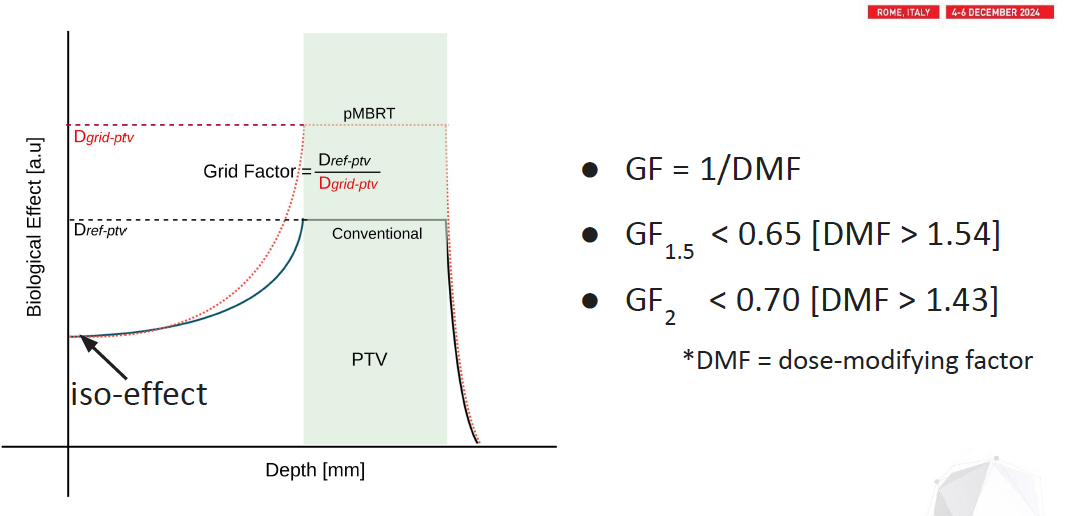 ROME, ITALY
4-6 DECEMBER 2024
pMBRT
Dgrid-ptv
Grid Factor = Dref-ptv
Dgrid-ptv
Dref-ptv
Conventional
PTV
iso-effect
Biological Effect [a.u]
Depth [mm]
● GF = 1/DMF
● GF1.5 < 0.65 [DMF > 1.54]
● GF2 < 0.70 [DMF > 1.43]
*DMF = dose-modifying factor